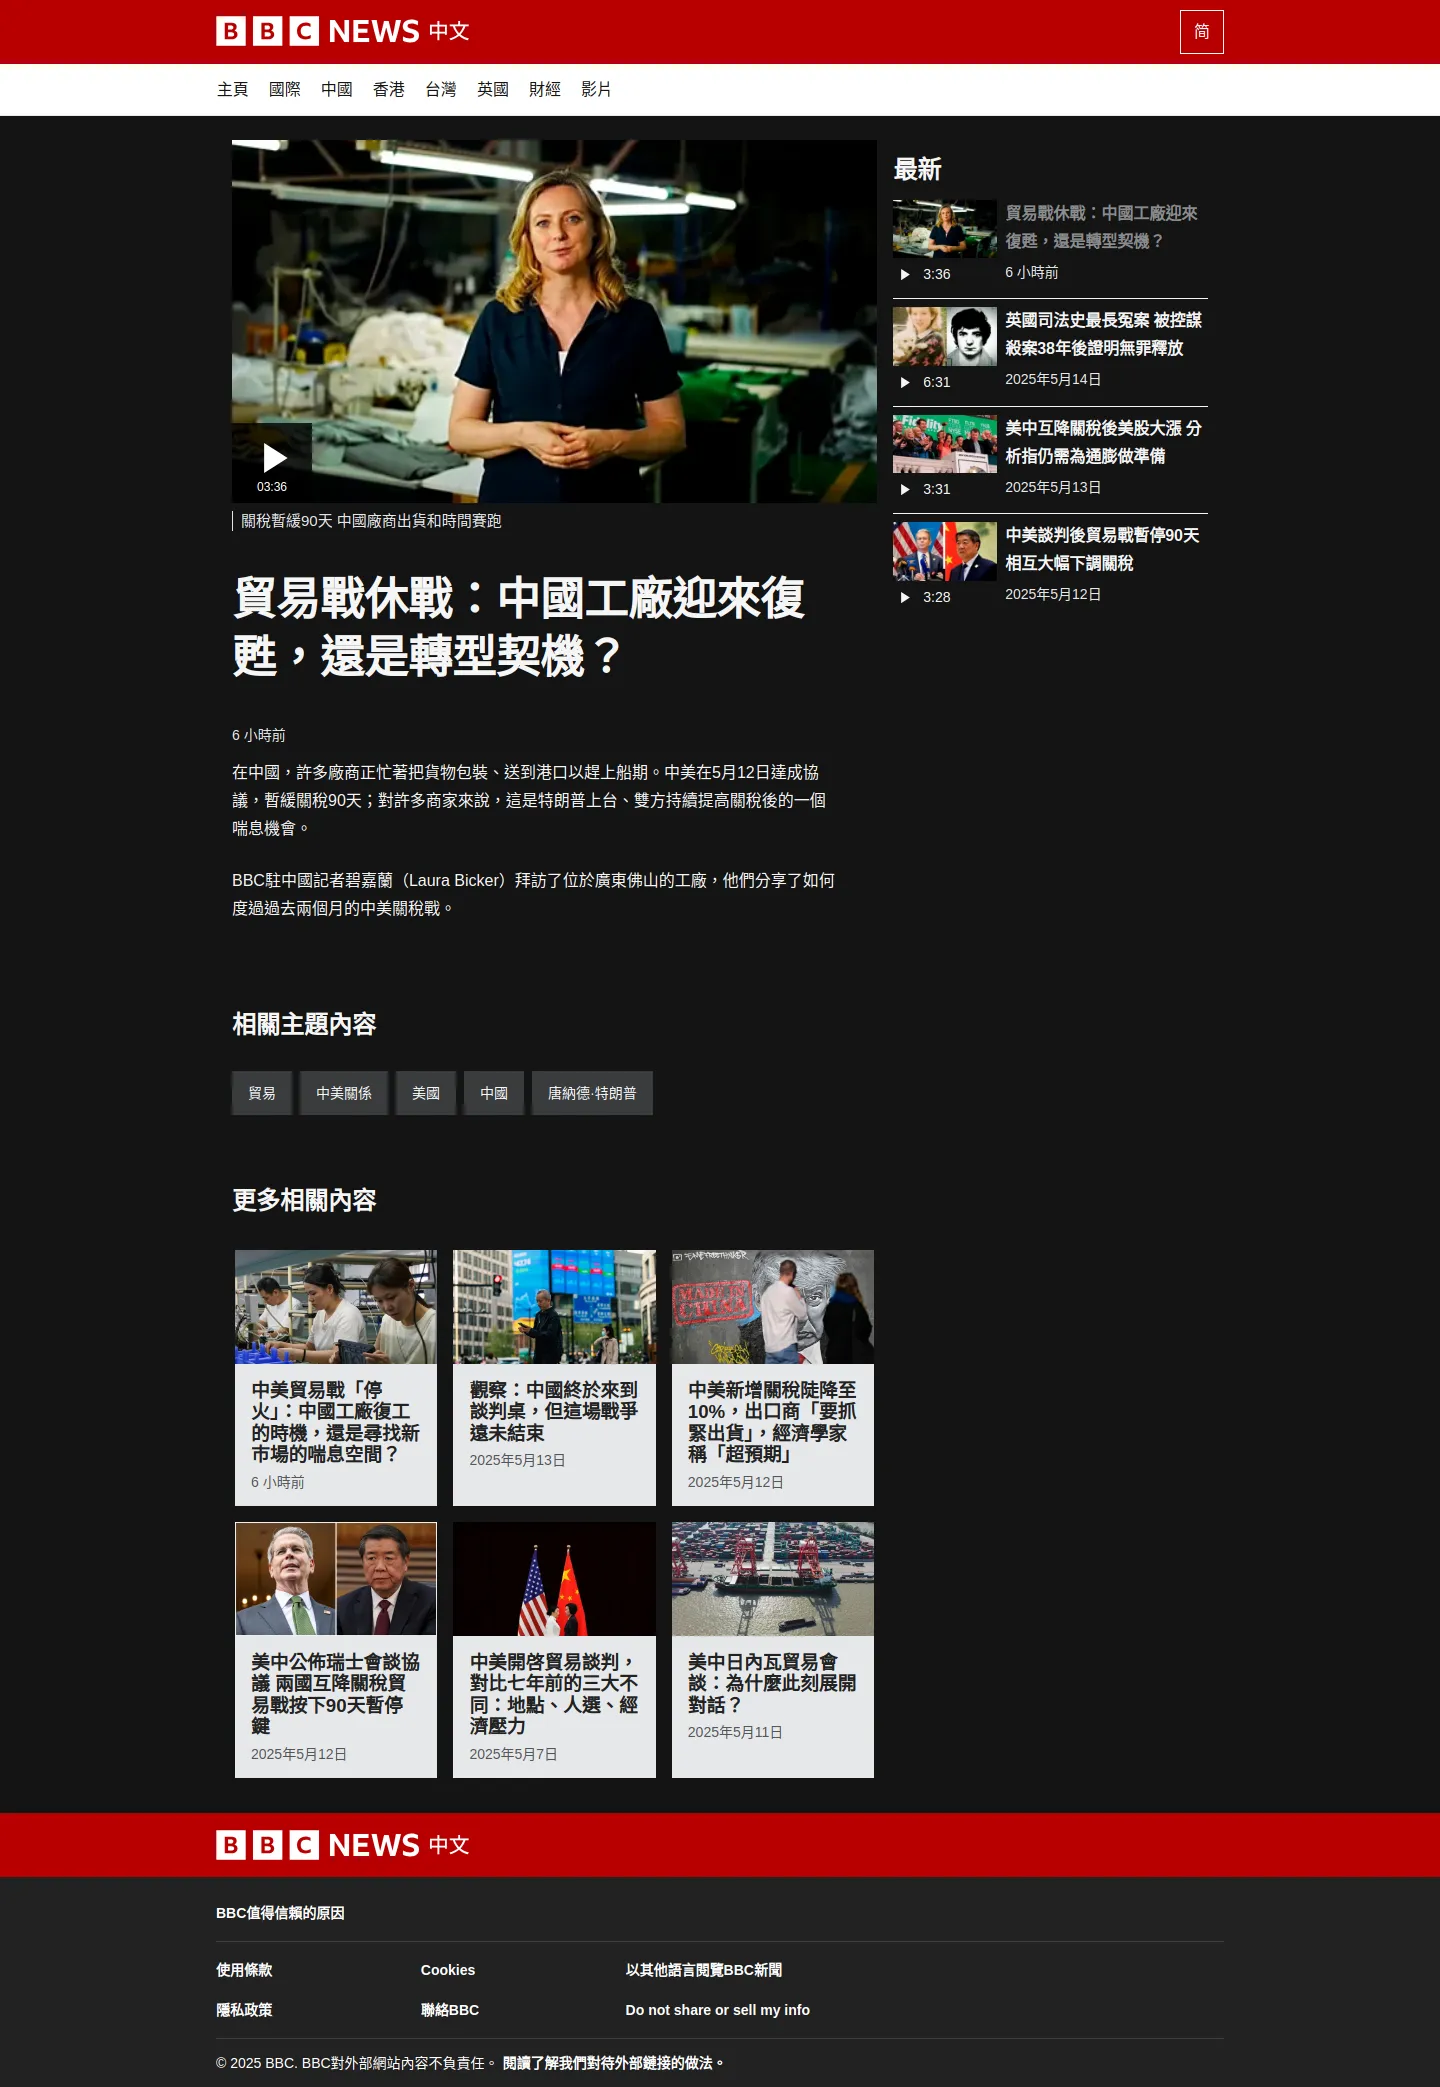 BBC NEWS 中文
简
主頁 國際 中國 香港 台灣 英國 財經 影片
03:36
關稅暫緩90天 中國廠商出貨和時間賽跑
貿易戰休戰：中國工廠迎來復
甦，還是轉型契機？
6 小時前
在中國，許多廠商正忙著把貨物包裝、送到港口以趕上船期。中美在5月12日達成協
議，暫緩關稅90天；對許多商家來說，這是特朗普上台、雙方持續提高關稅後的一個
喘息機會。
BBC駐中國記者碧嘉蘭（Laura Bicker）拜訪了位於廣東佛山的工廠，他們分享了如何
度過過去兩個月的中美關稅戰。
最新
貿易戰休戰：中國工廠迎來
復甦，還是轉型契機？
3:36
6 小時前
英國司法史最長冤案 被控謀
殺案38年後證明無罪釋放
6:31
2025年5月14日
Fidelity
美中互降關稅後美股大漲 分
析指仍需為通膨做準備
3:31
2025年5月13日
中美談判後貿易戰暫停90天
相互大幅下調關稅
3:28
2025年5月12日
相關主題內容
貿易 中美關係 美國 中國 唐納德·特朗普
更多相關內容
中美貿易戰「停
火」：中國工廠復工
的時機，還是尋找新
市場的喘息空間？
6 小時前
觀察：中國終於來到
談判桌，但這場戰爭
遠未結束
2025年5月13日
MADE IN
CHINA
中美新增關稅陡降至
10%，出口商「要抓
緊出貨」，經濟學家
稱「超預期」
2025年5月12日
美中公佈瑞士會談協
議 兩國互降關稅貿
易戰按下90天暫停
鍵
2025年5月12日
中美開啓貿易談判，
對比七年前的三大不
同：地點、人選、經
濟壓力
2025年5月7日
美中日內瓦貿易會
談：為什麼此刻展開
對話？
2025年5月11日
BBC NEWS 中文
BBC值得信賴的原因
使用條款 Cookies 以其他語言閱覽BBC新聞
隱私政策 聯絡BBC Do not share or sell my info
© 2025 BBC. BBC對外部網站內容不負責任。 閱讀了解我們對待外部鏈接的做法。